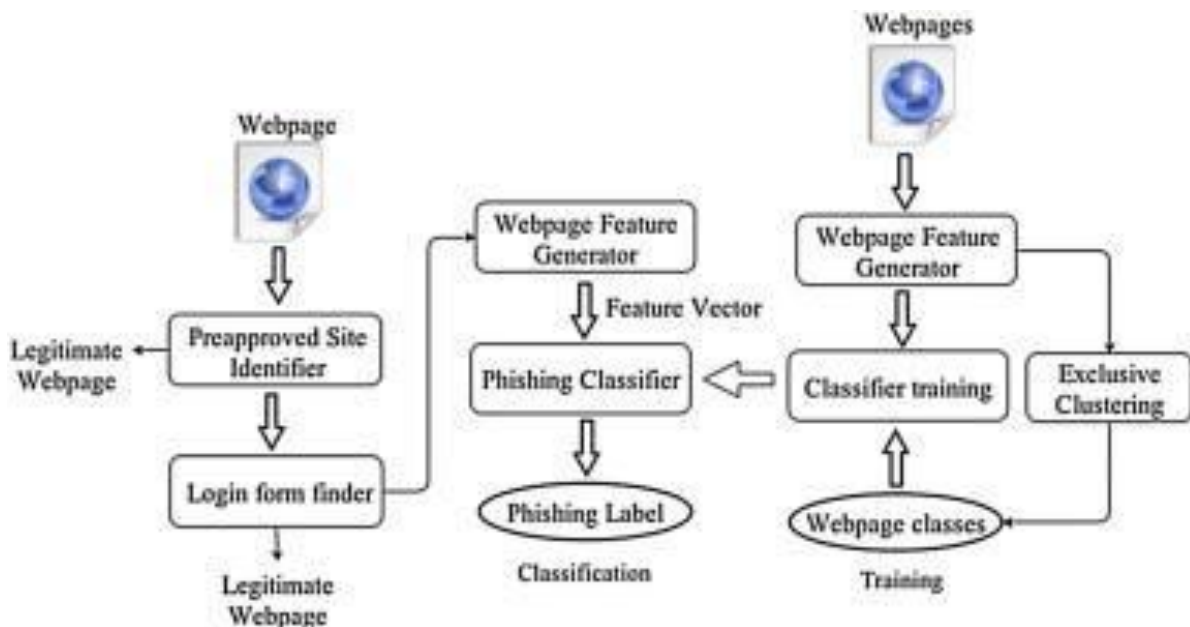 Webpage
Preapproved Site
Identifier
Legitimate
Webpage
Login form finder
Legitimate
Webpage
Webpage Feature
Generator
Feature Vector
Phishing Classifier
Phishing Label
Classification
Webpages
Webpage Feature
Generator
Classifier training
Exclusive
Clustering
Webpage classes
Training